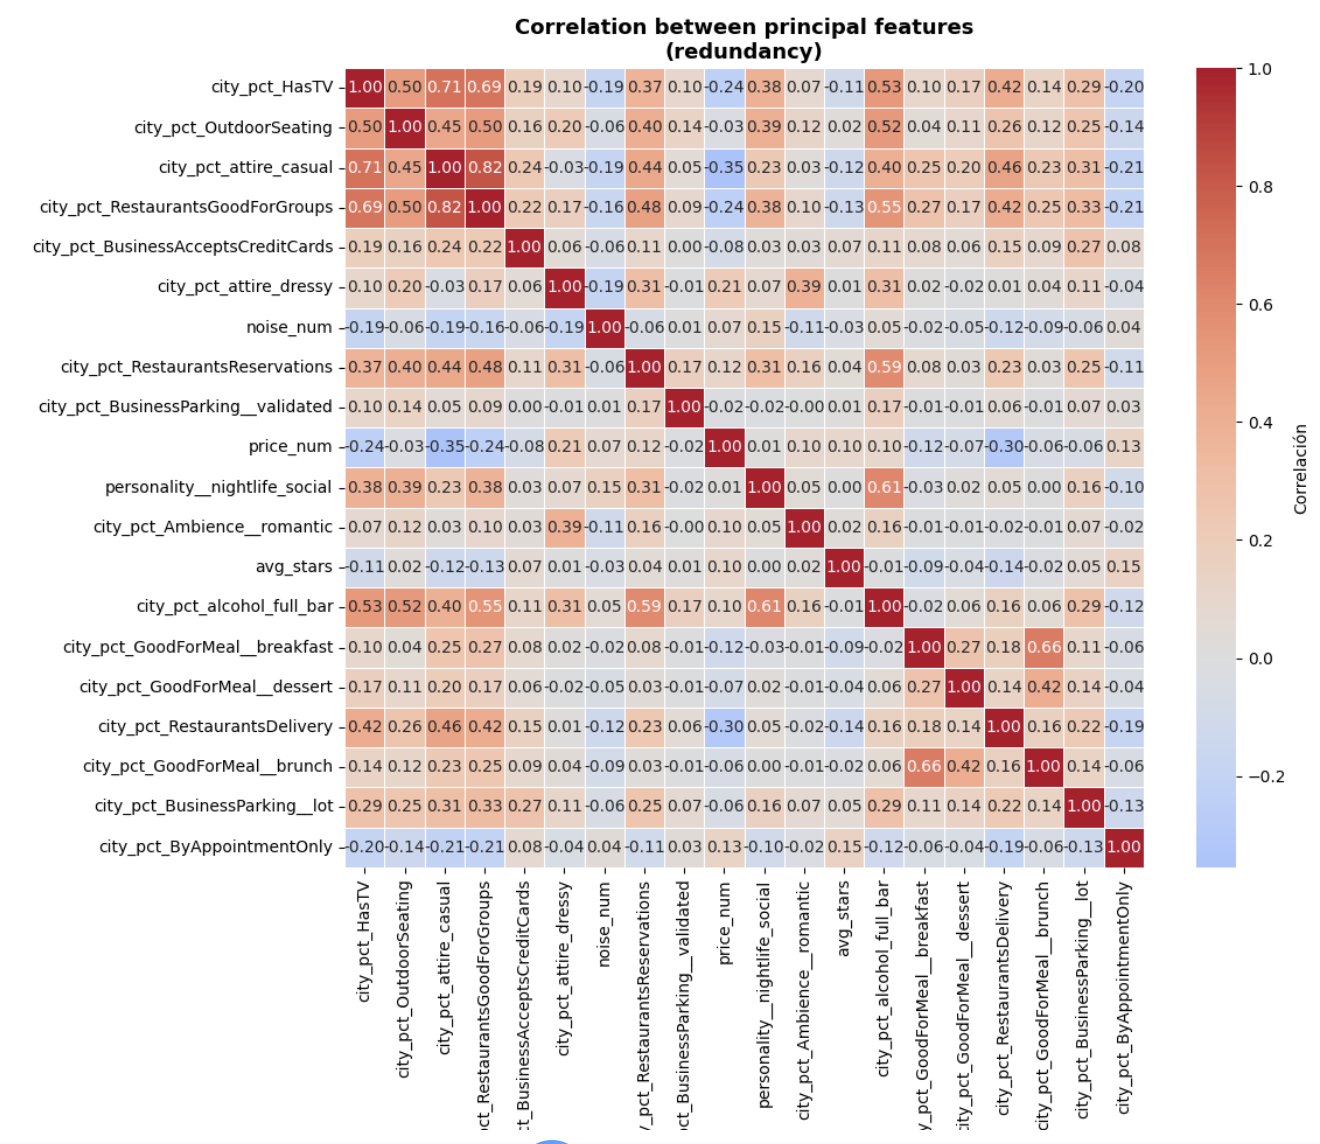 Correlation between principal features
(redundancy)
city_pct_HasTV 1.00 0.50 0.71 0.69 0.19 0.10 -0.19 0.37 0.10 -0.24 0.38 0.07 -0.11 0.53 0.10 0.17 0.42 0.14 0.29 -0.20
city_pct_OutdoorSeating 0.50 1.00 0.45 0.50 0.16 0.20 -0.06 0.40 0.14 -0.03 0.39 0.12 0.02 0.52 0.04 0.11 0.26 0.12 0.25 -0.14
city_pct_attire_casual 0.71 0.45 1.00 0.82 0.24 -0.03 -0.19 0.44 0.05 -0.35 0.23 0.03 -0.12 0.40 0.25 0.20 0.46 0.23 0.31 -0.21
city_pct_RestaurantsGoodForGroups 0.69 0.50 0.82 1.00 0.22 0.17 -0.16 0.48 0.09 -0.24 0.38 0.10 -0.13 0.55 0.27 0.17 0.42 0.25 0.33 -0.21
city_pct_BusinessAcceptsCreditCards 0.19 0.16 0.24 0.22 1.00 0.06 -0.06 0.11 0.00 -0.08 0.03 0.03 0.07 0.11 0.08 0.06 0.15 0.09 0.27 0.08
city_pct_attire_dressy 0.10 0.20 -0.03 0.17 0.06 1.00 -0.19 0.31 -0.01 0.21 0.07 0.39 0.01 0.31 0.02 -0.02 0.01 0.04 0.11 -0.04
noise_num -0.19 -0.06 -0.19 -0.16 -0.06 -0.19 1.00 -0.06 0.01 0.07 0.15 -0.11 -0.03 0.05 -0.02 -0.05 -0.12 -0.09 -0.06 0.04
city_pct_RestaurantsReservations 0.37 0.40 0.44 0.48 0.11 0.31 -0.06 1.00 0.17 0.12 0.31 0.16 0.04 0.59 0.08 0.03 0.23 0.03 0.25 -0.11
city_pct_BusinessParking__validated 0.10 0.14 0.05 0.09 0.00 -0.01 0.01 0.17 1.00 -0.02 -0.02 -0.00 0.01 0.17 -0.01 -0.01 0.06 -0.01 0.07 0.03
price_num -0.24 -0.03 -0.35 -0.24 -0.08 0.21 0.07 0.12 -0.02 1.00 0.01 0.10 0.10 0.10 -0.12 -0.07 -0.30 -0.06 -0.06 0.13
personality__nightlife_social 0.38 0.39 0.23 0.38 0.03 0.07 0.15 0.31 -0.02 0.01 1.00 0.05 0.00 0.61 -0.03 0.02 0.05 0.00 0.16 -0.10
city_pct_Ambience__romantic 0.07 0.12 0.03 0.10 0.03 0.39 -0.11 0.16 -0.00 0.10 0.05 1.00 0.02 0.16 -0.01 -0.01 -0.02 -0.01 0.07 -0.02
avg_stars -0.11 0.02 -0.12 -0.13 0.07 0.01 -0.03 0.04 0.01 0.10 0.00 0.02 1.00 -0.01 -0.09 -0.04 -0.14 -0.02 0.05 0.15
city_pct_alcohol_full_bar 0.53 0.52 0.40 0.55 0.11 0.31 0.05 0.59 0.17 0.10 0.61 0.16 -0.01 1.00 -0.02 0.06 0.16 0.06 0.29 -0.12
city_pct_GoodForMeal__breakfast 0.10 0.04 0.25 0.27 0.08 0.02 -0.02 0.08 -0.01 -0.12 -0.03 -0.01 -0.09 -0.02 1.00 0.27 0.18 0.66 0.11 -0.06
city_pct_GoodForMeal__dessert 0.17 0.11 0.20 0.17 0.06 -0.02 -0.05 0.03 -0.01 -0.07 0.02 -0.01 -0.04 0.06 0.27 1.00 0.14 0.42 0.14 -0.04
city_pct_RestaurantsDelivery 0.42 0.26 0.46 0.42 0.15 0.01 -0.12 0.23 0.06 -0.30 0.05 -0.02 -0.14 0.16 0.18 0.14 1.00 0.16 0.22 -0.19
city_pct_GoodForMeal__brunch 0.14 0.12 0.23 0.25 0.09 0.04 -0.09 0.03 -0.01 -0.06 0.00 -0.01 -0.02 0.06 0.66 0.42 0.16 1.00 0.14 -0.06
city_pct_BusinessParking__lot 0.29 0.25 0.31 0.33 0.27 0.11 -0.06 0.25 0.07 -0.06 0.16 0.07 0.05 0.29 0.11 0.14 0.22 0.14 1.00 -0.13
city_pct_ByAppointmentOnly -0.20 -0.14 -0.21 -0.21 0.08 -0.04 0.04 -0.11 0.03 0.13 -0.10 -0.02 0.15 -0.12 -0.06 -0.04 -0.19 -0.06 -0.13 1.00
city_pct_HasTV
city_pct_OutdoorSeating
city_pct_attire_casual
pct_RestaurantsGoodForGroups
ct_BusinessAcceptsCreditCards
city_pct_attire_dressy
noise_num
y_pct_RestaurantsReservations
pct_BusinessParking__validated
price_num
personality__nightlife_social
city_pct_Ambience__romantic
avg_stars
city_pct_alcohol_full_bar
y_pct_GoodForMeal__breakfast
city_pct_GoodForMeal__dessert
city_pct_RestaurantsDelivery
city_pct_GoodForMeal__brunch
city_pct_BusinessParking__lot
city_pct_ByAppointmentOnly
1.0
0.8
0.6
0.4
0.2
0.0
−0.2
Correlación